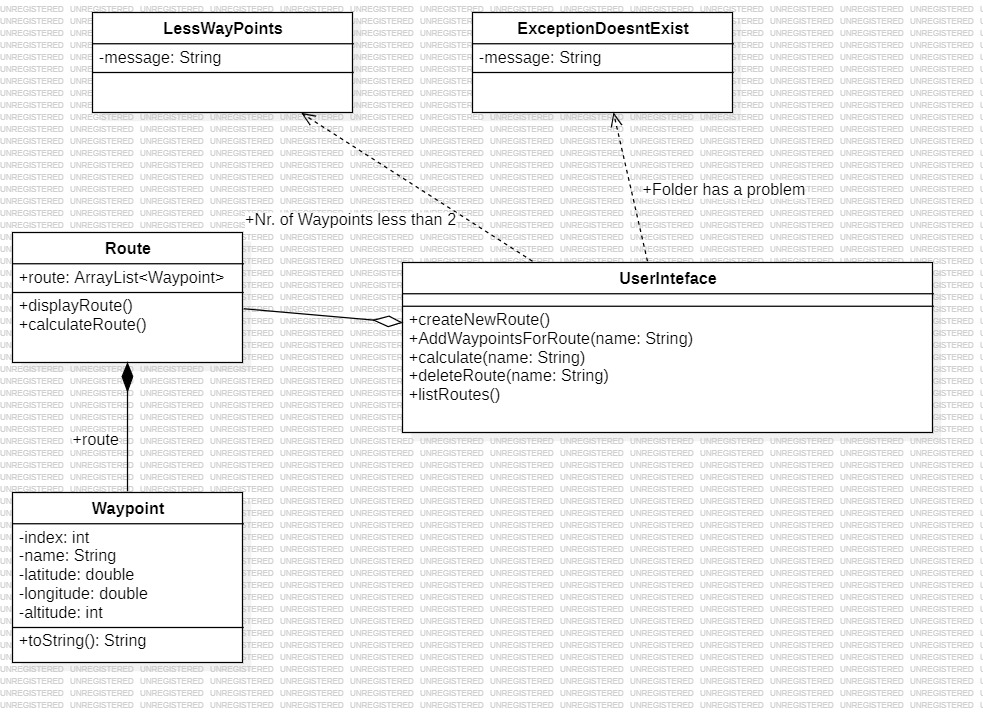 LessWayPoints
-message: String
ExceptionDoesntExist
-message: String
+Folder has a problem
+Nr. of Waypoints less than 2
Route
+route: ArrayList<Waypoint>
+displayRoute()
+calculateRoute()
UserInteface
+createNewRoute()
+AddWaypointsForRoute(name: String)
+calculate(name: String)
+deleteRoute(name: String)
+listRoutes()
+route
Waypoint
-index: int
-name: String
-latitude: double
-longitude: double
-altitude: int
+toString(): String
UNREGISTERED